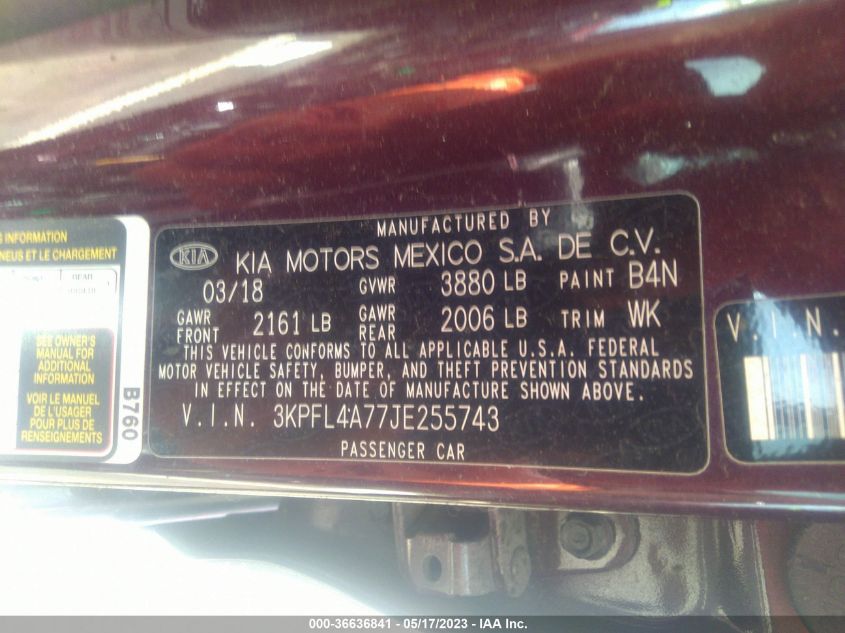 S INFORMATION
NEUS ET LE CHARGEMENT
SEE OWNER'S
MANUAL FOR
ADDITIONAL
INFORMATION
VOIR LE MANUEL
DE L'USAGER
POUR PLUS DE
RENSEIGNEMENTS
B760
MANUFACTURED BY
KIA
KIA MOTORS MEXICO S.A. DE C.V.
03/18 GVWR 3880 LB PAINT B4N
GAWR FRONT 2161 LB GAWR REAR 2006 LB TRIM WK
THIS VEHICLE CONFORMS TO ALL APPLICABLE U.S.A. FEDERAL
MOTOR VEHICLE SAFETY, BUMPER, AND THEFT PREVENTION STANDARDS
IN EFFECT ON THE DATE OF MANUFACTURE SHOWN ABOVE.
V.I.N. 3KPFL4A77JE255743
PASSENGER CAR
V.I.N.
000-36636841 - 05/17/2023 - IAA Inc.